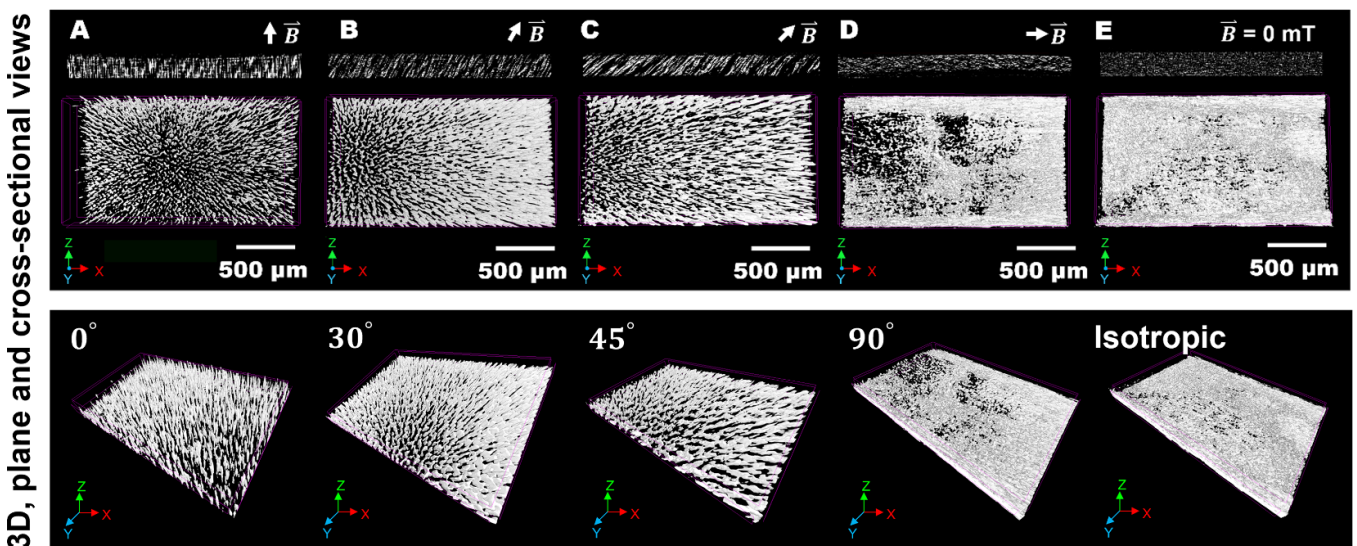 3D, plane and cross-sectional views
A
B⃗
B
B⃗
C
B⃗
D
B⃗
E
B⃗ = 0 mT
Z
X
Y
500 µm
Z
X
Y
500 µm
Z
X
Y
500 µm
Z
X
Y
500 µm
Z
X
Y
500 µm
0°
30°
45°
90°
Isotropic
Z
X
Y
Z
X
Y
Z
X
Y
Z
X
Y
Z
X
Y